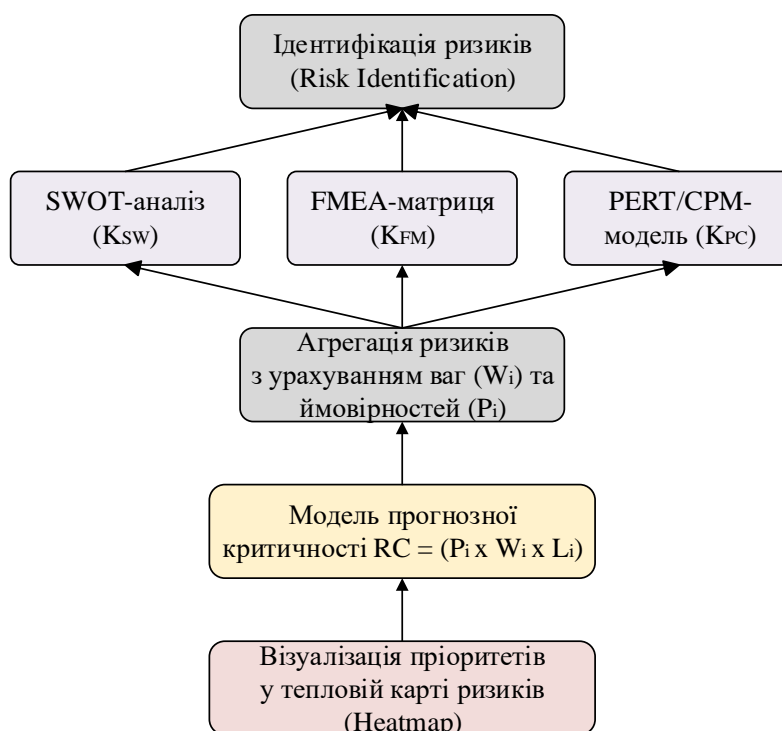 Ідентифікація ризиків
(Risk Identification)
SWOT-аналіз
(KSW)
FMEA-матриця
(KFM)
PERT/CPM-
модель (KPC)
Агрегація ризиків
з урахуванням ваг (Wi) та
ймовірностей (Pi)
Модель прогнозної
критичності RC = (Pi x Wi x Li)
Візуалізація пріоритетів
у тепловій карті ризиків
(Heatmap)